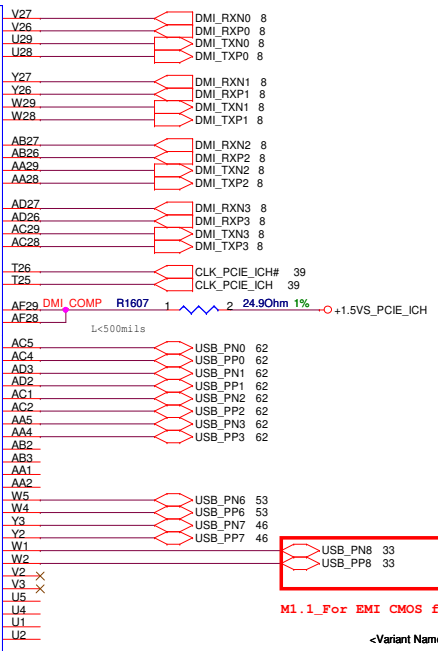 V27 DMI_RXN0 8
V26 DMI_RXP0 8
U29 DMI_TXN0 8
U28 DMI_TXP0 8
Y27 DMI_RXN1 8
Y26 DMI_RXP1 8
W29 DMI_TXN1 8
W28 DMI_TXP1 8
AB27 DMI_RXN2 8
AB26 DMI_RXP2 8
AA29 DMI_TXN2 8
AA28 DMI_TXP2 8
AD27 DMI_RXN3 8
AD26 DMI_RXP3 8
AC29 DMI_TXN3 8
AC28 DMI_TXP3 8
T26 CLK_PCIE_ICH# 39
T25 CLK_PCIE_ICH 39
AF29 DMI_COMP R1607 1 2 24.9Ohm 1% +1.5VS_PCIE_ICH
AF28
L<500mils
AC5 USB_PN0 62
AC4 USB_PP0 62
AD3 USB_PN1 62
AD2 USB_PP1 62
AC1 USB_PN2 62
AC2 USB_PP2 62
AA5 USB_PN3 62
AA4 USB_PP3 62
AB2
AB3
AA1
AA2
W5 USB_PN6 53
W4 USB_PP6 53
Y3 USB_PN7 46
Y2 USB_PP7 46
W1 USB_PN8 33
W2 USB_PP8 33
V2
V3
U5
U4
U1
U2
M1.1_For EMI CMOS f
<Variant Name